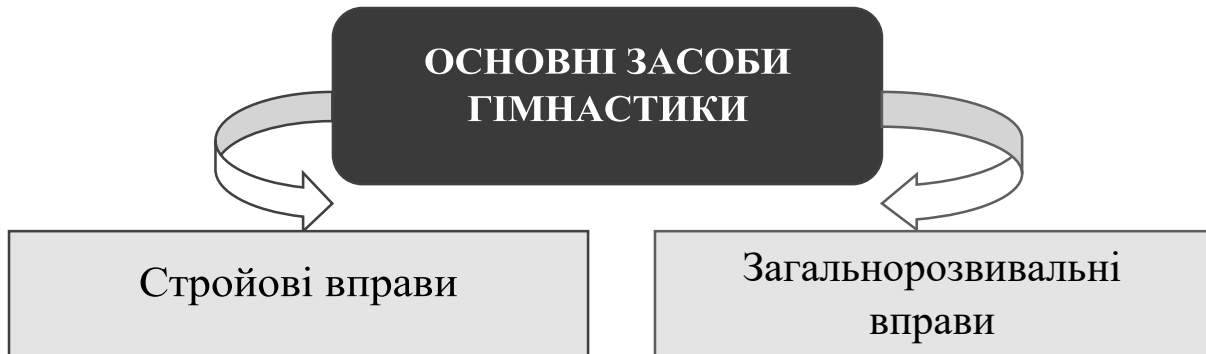 ОСНОВНІ ЗАСОБИ
ГІМНАСТИКИ
Стройові вправи
Загальнорозвивальні
вправи